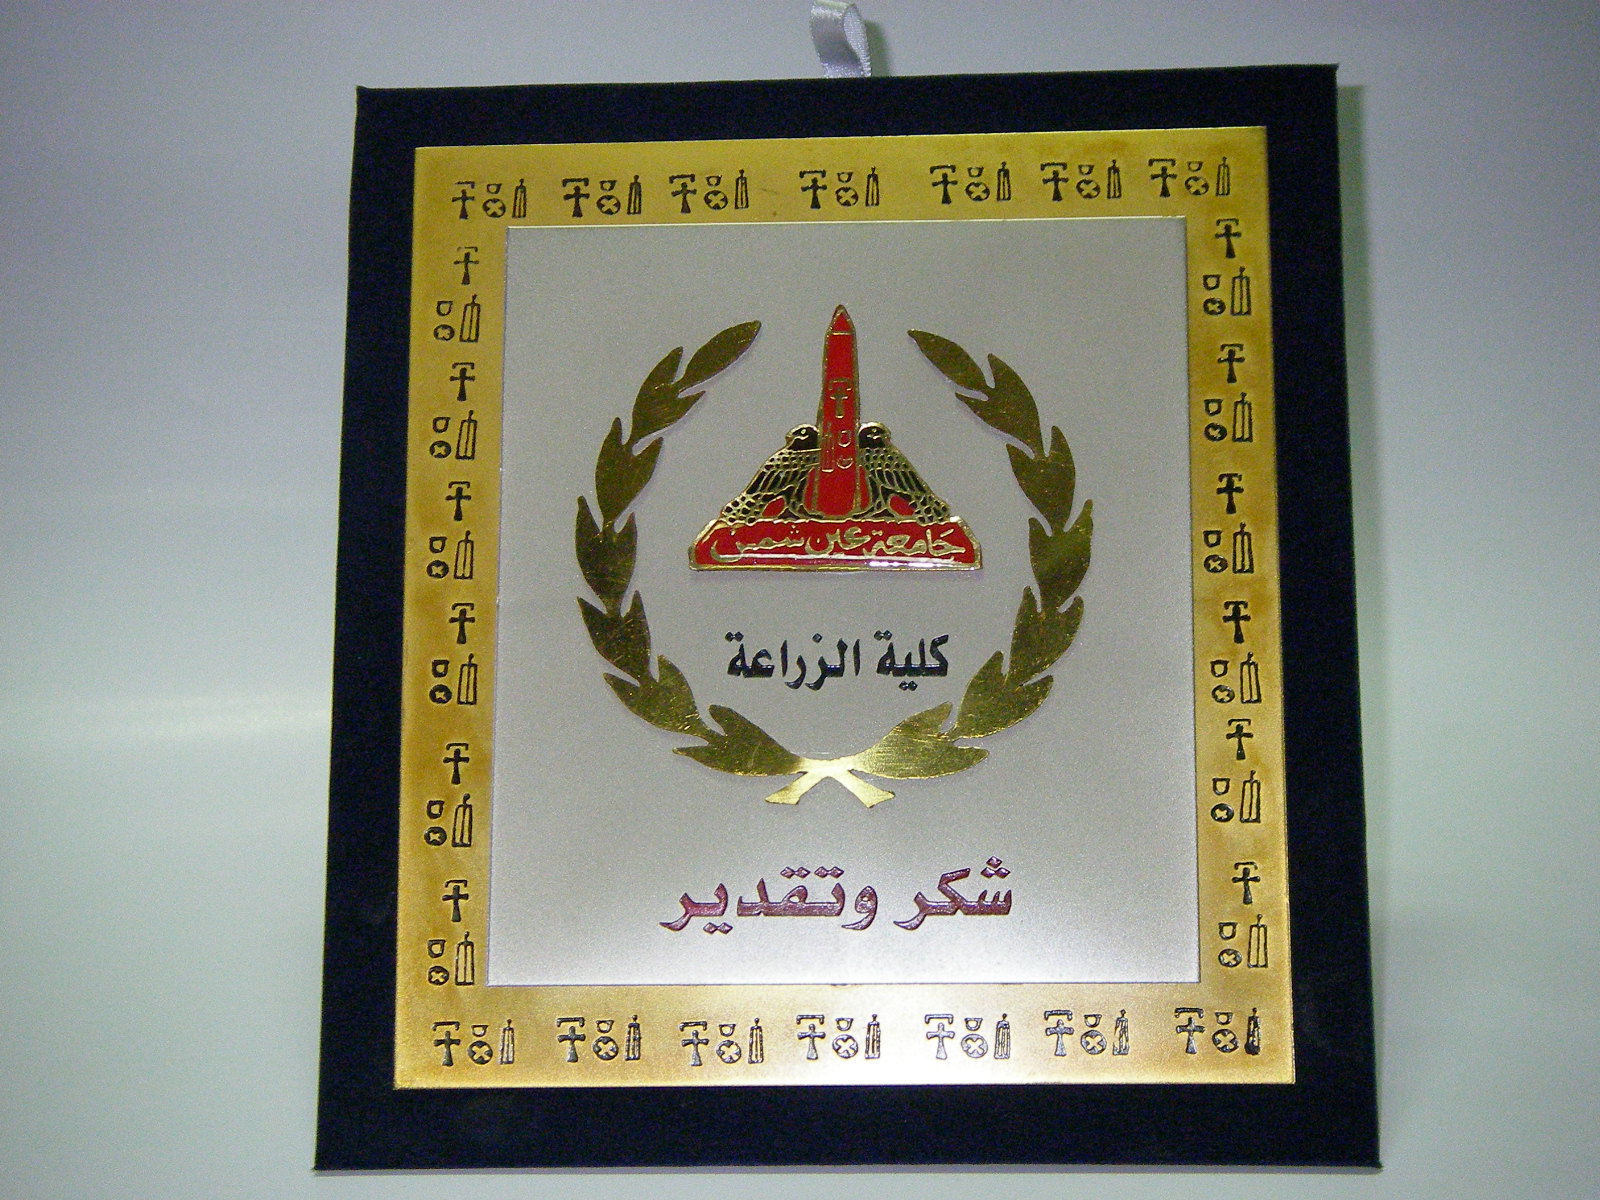 جامعة عين شمس
كلية الزراعة
شكر وتقدير